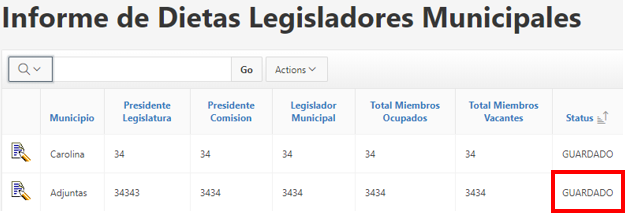 Informe de Dietas Legisladores Municipales
Go Actions
Municipio Presidente Legislatura Presidente Comision Legislador Municipal Total Miembros Ocupados Total Miembros Vacantes Status
Carolina 34 34 34 34 34 GUARDADO
Adjuntas 34343 3434 3434 3434 3434 GUARDADO